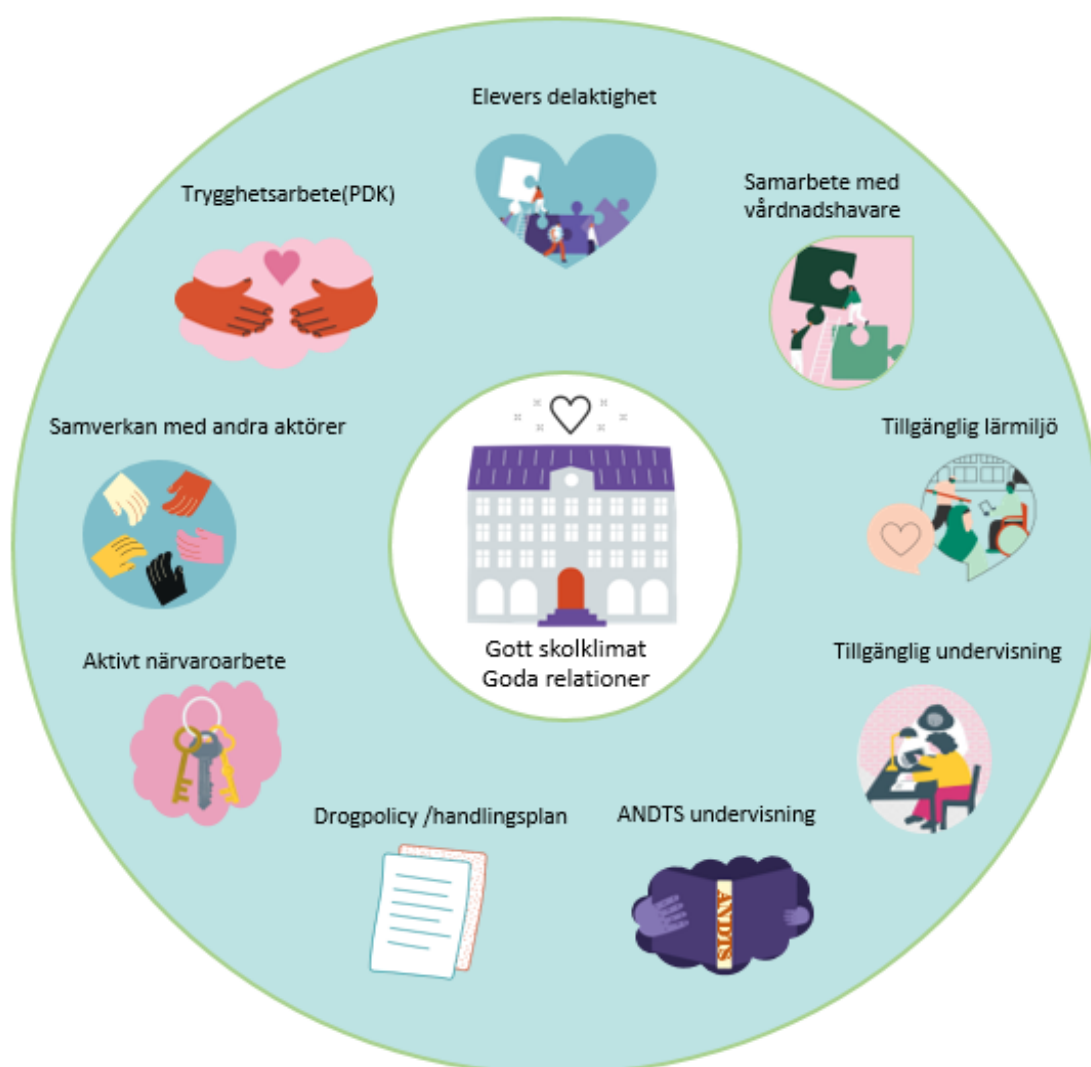 Elevers delaktighet
Trygghetsarbete(PDK)
Samarbete med
vårdnadshavare
Samverkan med andra aktörer
Tillgänglig lärmiljö
Gott skolklimat
Goda relationer
Aktivt närvaroarbete
Tillgänglig undervisning
Drogpolicy /handlingsplan
ANDTS undervisning
ANDTS